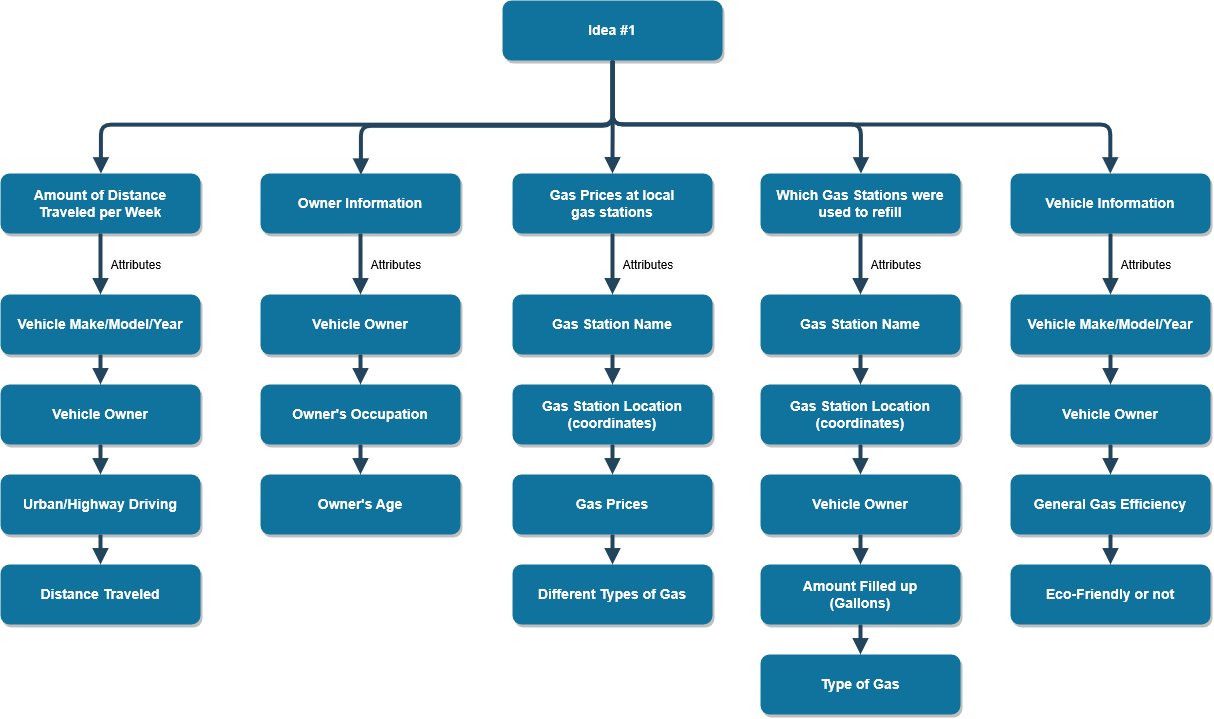 Idea #1
Amount of Distance
Traveled per Week
Owner Information
Gas Prices at local
gas stations
Which Gas Stations were
used to refill
Vehicle Information
Attributes
Attributes
Attributes
Attributes
Attributes
Vehicle Make/Model/Year
Vehicle Owner
Gas Station Name
Gas Station Name
Vehicle Make/Model/Year
Vehicle Owner
Owner's Occupation
Gas Station Location
(coordinates)
Gas Station Location
(coordinates)
Vehicle Owner
Urban/Highway Driving
Owner's Age
Gas Prices
Vehicle Owner
General Gas Efficiency
Distance Traveled
Different Types of Gas
Amount Filled up
(Gallons)
Eco-Friendly or not
Type of Gas